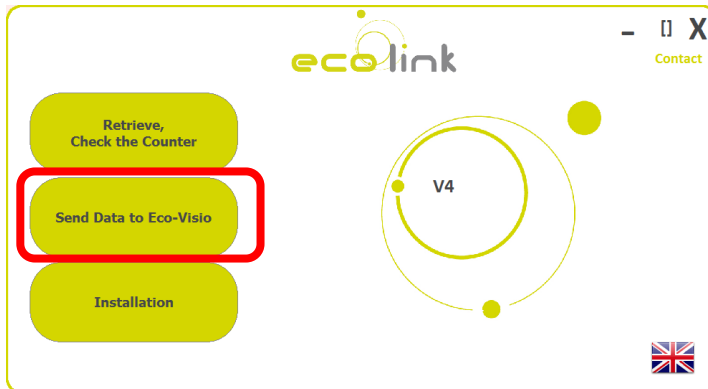 eco link
– [] X
Contact
Retrieve,
Check the Counter
V4
Send Data to Eco-Visio
Installation